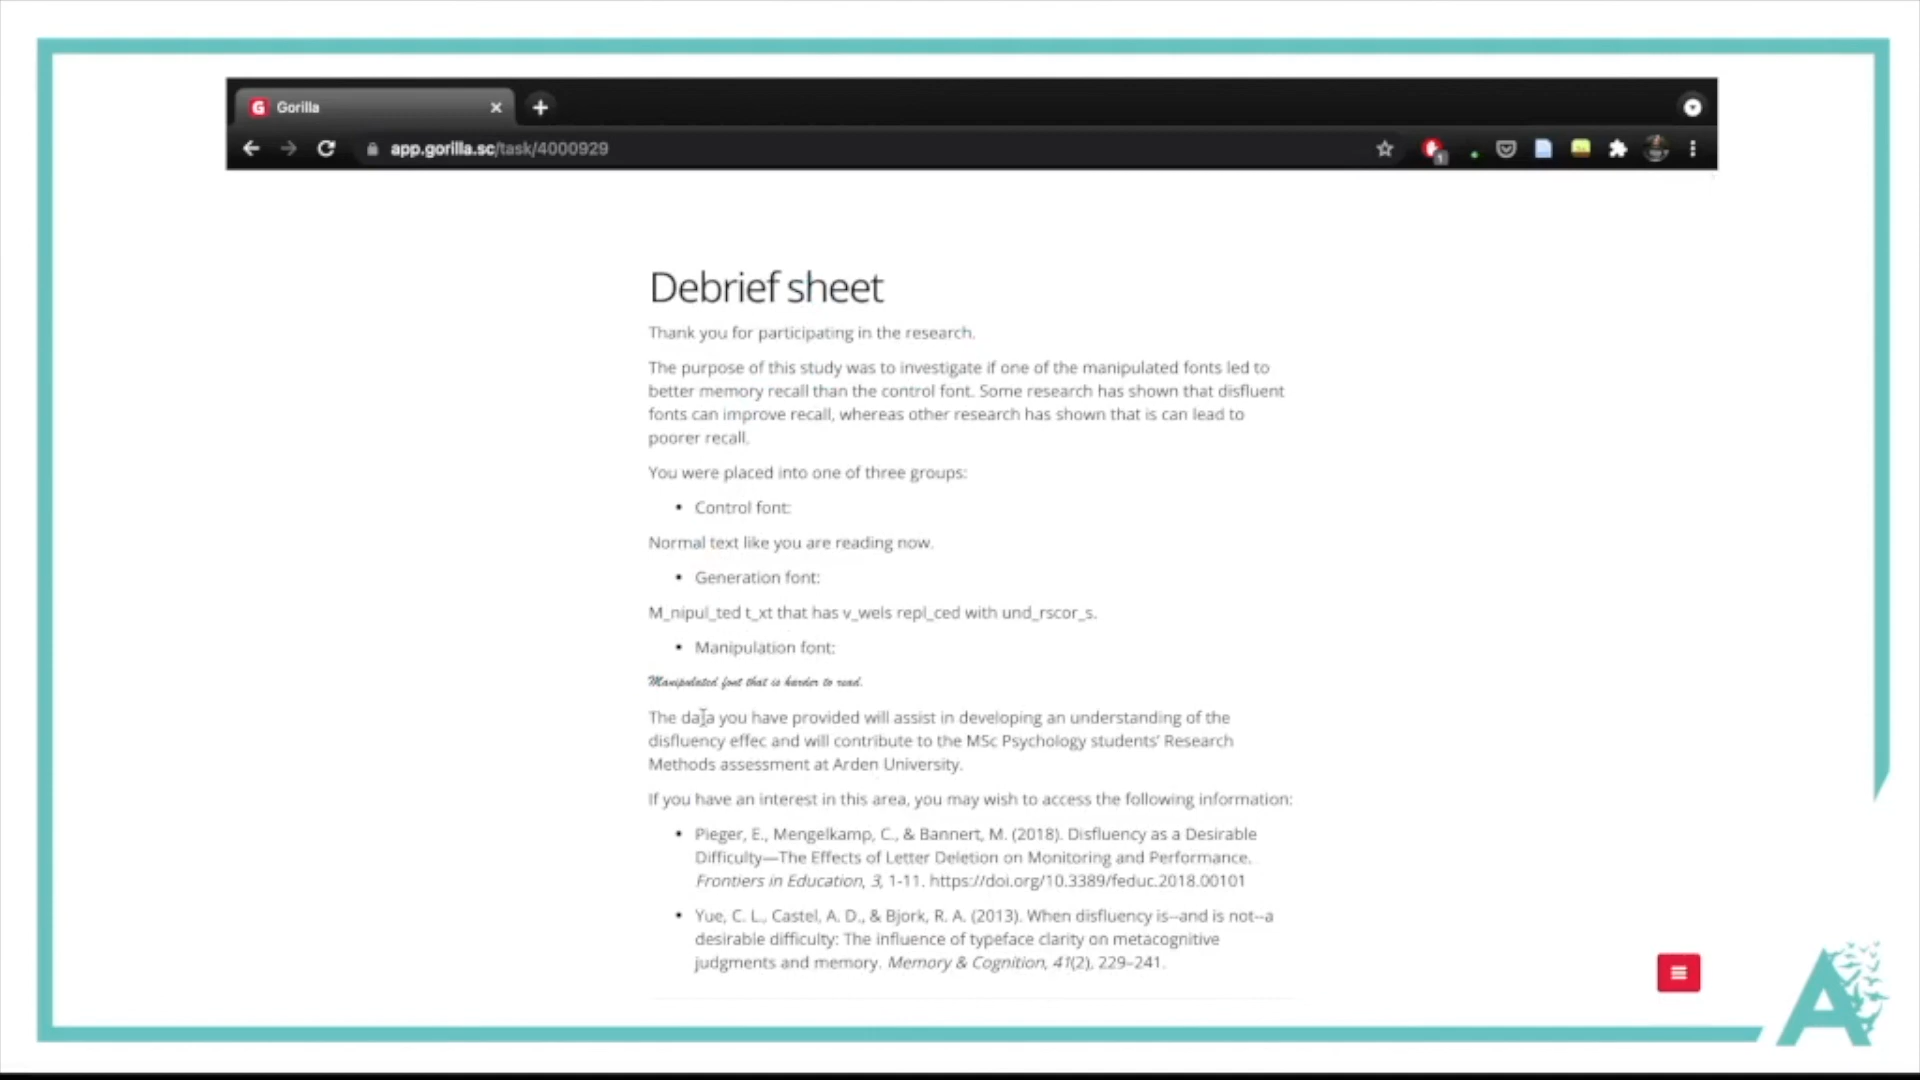 Gorilla
app.gorilla.sc/task/4000929
1
Debrief sheet
Thank you for participating in the research.
The purpose of this study was to investigate if one of the manipulated fonts led to
better memory recall than the control font. Some research has shown that disfluent
fonts can improve recall, whereas other research has shown that is can lead to
poorer recall.
You were placed into one of three groups:
• Control font:
Normal text like you are reading now.
• Generation font:
M_nipul_ted t_xt that has v_wels repl_ced with und_rscor_s.
• Manipulation font:
Manipulated font that is harder to read.
The data you have provided will assist in developing an understanding of the
disfluency effec and will contribute to the MSc Psychology students' Research
Methods assessment at Arden University.
If you have an interest in this area, you may wish to access the following information:
• Pieger, E., Mengelkamp, C., & Bannert, M. (2018). Disfluency as a Desirable
Difficulty—The Effects of Letter Deletion on Monitoring and Performance.
Frontiers in Education, 3, 1-11. https://doi.org/10.3389/feduc.2018.00101
• Yue, C. L., Castel, A. D., & Bjork, R. A. (2013). When disfluency is--and is not--a
desirable difficulty: The influence of typeface clarity on metacognitive
judgments and memory. Memory & Cognition, 41(2), 229–241.